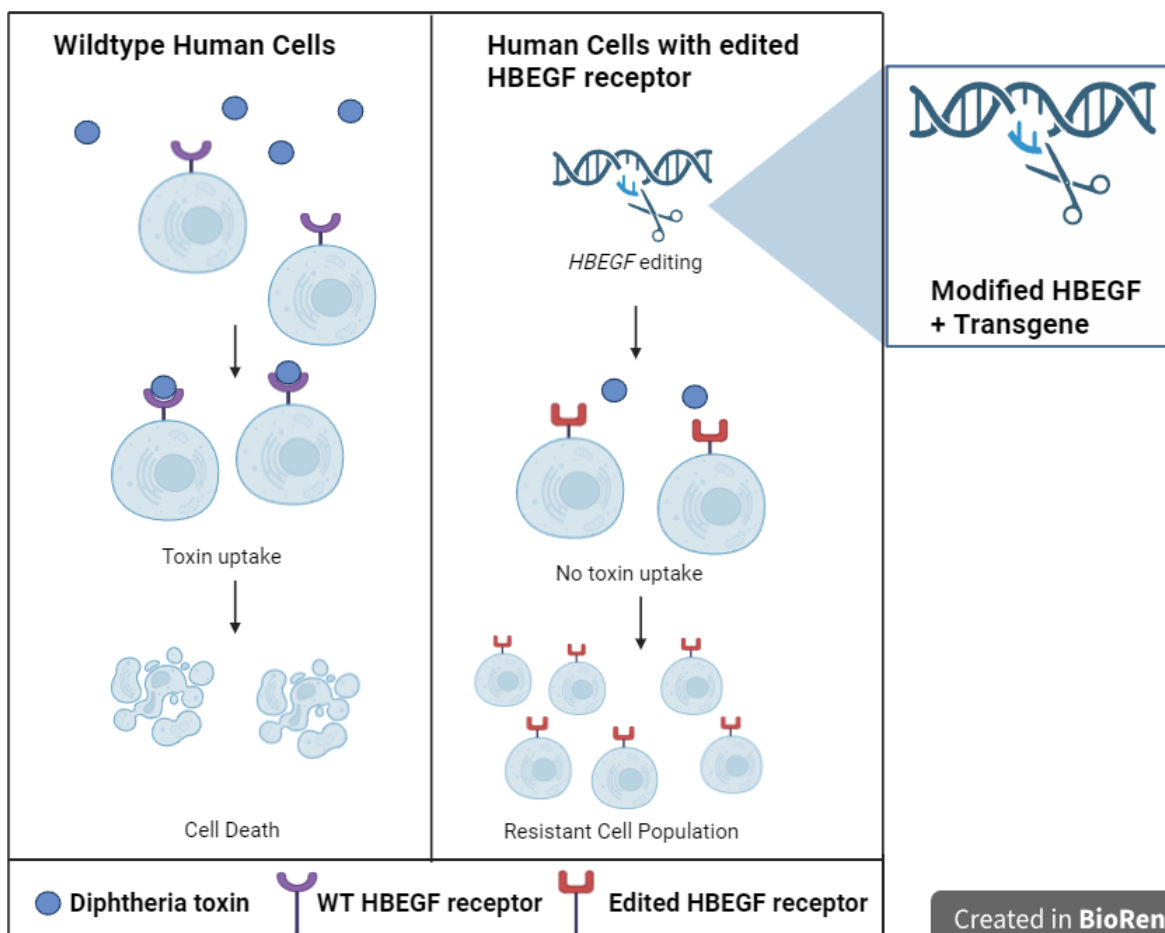 Wildtype Human Cells
Human Cells with edited
HBEGF receptor
HBEGF editing
Modified HBEGF
+ Transgene
Toxin uptake
No toxin uptake
Cell Death
Resistant Cell Population
Diphtheria toxin
WT HBEGF receptor
Edited HBEGF receptor
Created in BioRen